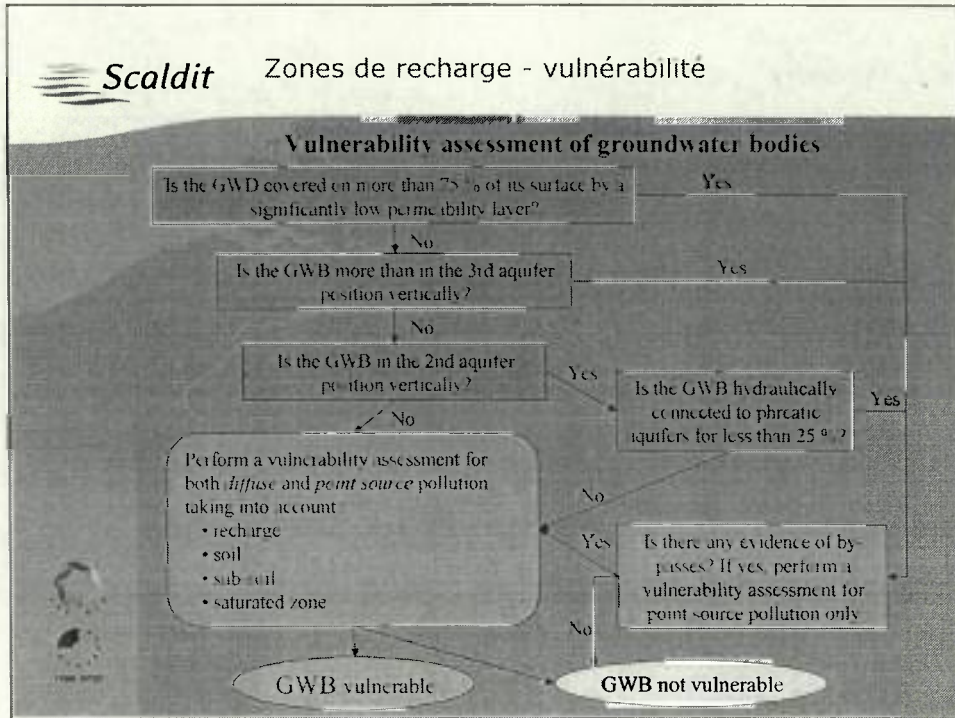 Scaldit
Zones de recharge - vulnérabilité
Vulnerability assessment of groundwater bodies
Is the GWB covered on more than 75 % of its surface by a
significantly low permeability layer?
Yes
No
Is the GWB more than in the 3rd aquifer
position vertically?
Yes
No
Is the GWB in the 2nd aquifer
position vertically?
Yes
Is the GWB hydraulically
connected to phreatic
aquifers for less than 25 %?
Yes
No
Perform a vulnerability assessment for
both diffuse and point source pollution
taking into account
• recharge
• soil
• sub soil
• saturated zone
No
Yes
Is there any evidence of by-
passes? If yes, perform a
vulnerability assessment for
point source pollution only
No
GWB vulnerable
GWB not vulnerable